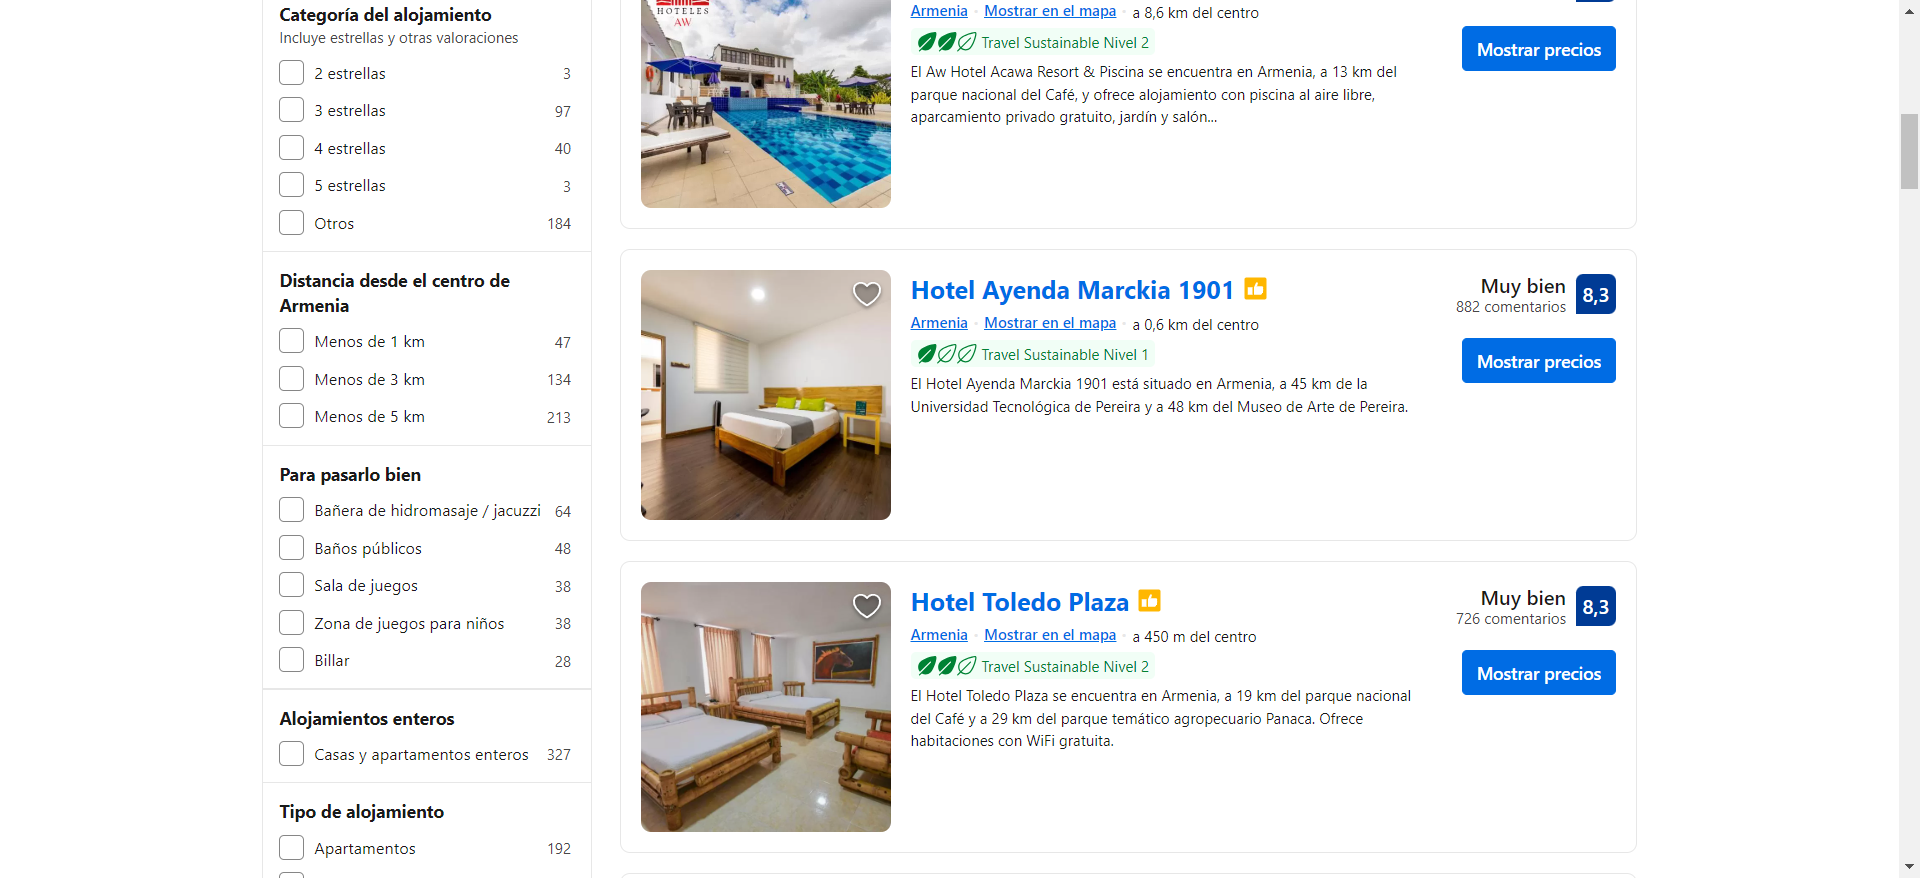 Categoría del alojamiento
Incluye estrellas y otras valoraciones
2 estrellas 3
3 estrellas 97
4 estrellas 40
5 estrellas 3
Otros 184
Distancia desde el centro de
Armenia
Menos de 1 km 47
Menos de 3 km 134
Menos de 5 km 213
Para pasarlo bien
Bañera de hidromasaje / jacuzzi 64
Baños públicos 48
Sala de juegos 38
Zona de juegos para niños 38
Billar 28
Alojamientos enteros
Casas y apartamentos enteros 327
Tipo de alojamiento
Apartamentos 192
HOTELES
AW
Armenia Mostrar en el mapa a 8,6 km del centro
Travel Sustainable Nivel 2
El Aw Hotel Acawa Resort & Piscina se encuentra en Armenia, a 13 km del
parque nacional del Café, y ofrece alojamiento con piscina al aire libre,
aparcamiento privado gratuito, jardín y salón...
Mostrar precios
Hotel Ayenda Marckia 1901
Armenia Mostrar en el mapa a 0,6 km del centro
Travel Sustainable Nivel 1
El Hotel Ayenda Marckia 1901 está situado en Armenia, a 45 km de la
Universidad Tecnológica de Pereira y a 48 km del Museo de Arte de Pereira.
Muy bien 8,3
882 comentarios
Mostrar precios
Hotel Toledo Plaza
Armenia Mostrar en el mapa a 450 m del centro
Travel Sustainable Nivel 2
El Hotel Toledo Plaza se encuentra en Armenia, a 19 km del parque nacional
del Café y a 29 km del parque temático agropecuario Panaca. Ofrece
habitaciones con WiFi gratuita.
Muy bien 8,3
726 comentarios
Mostrar precios